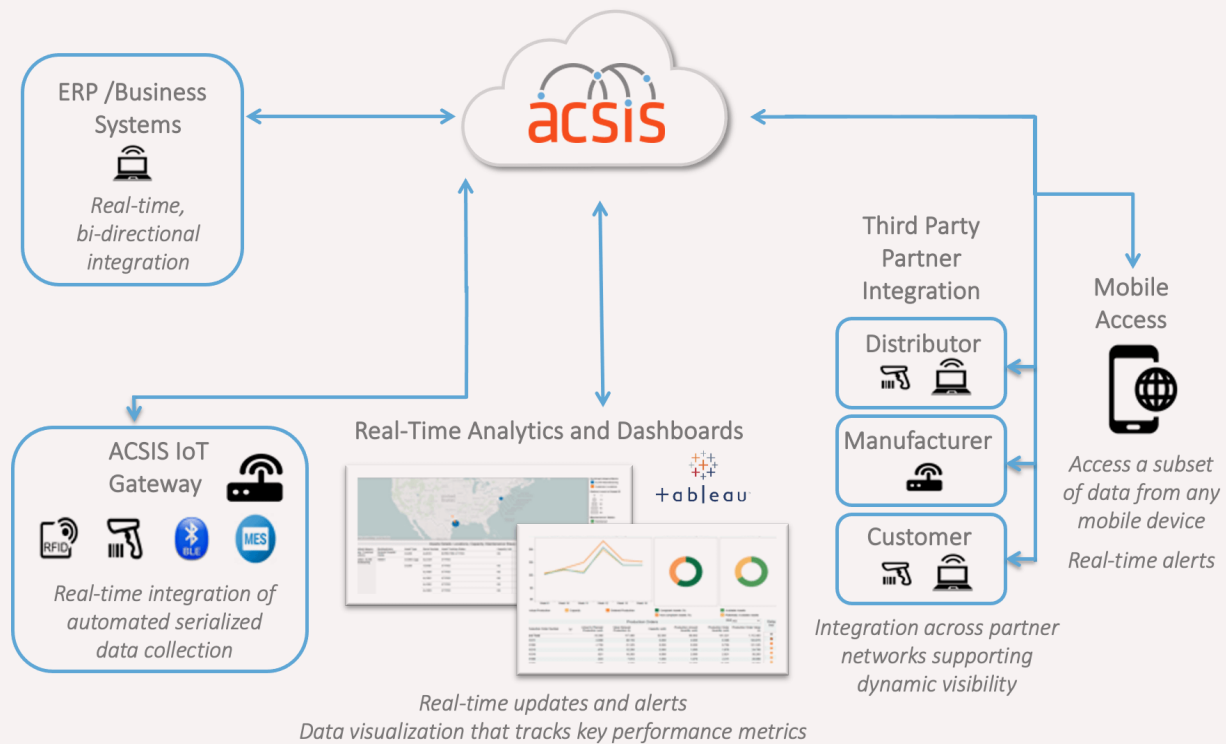 acsis
ERP /Business
Systems
Real-time,
bi-directional
integration
ACSIS IoT
Gateway
RFID
BLE
MES
Real-time integration of
automated serialized
data collection
Real-Time Analytics and Dashboards
+ableau
Production Orders
Real-time updates and alerts
Data visualization that tracks key performance metrics
Third Party
Partner
Integration
Distributor
Manufacturer
Customer
Integration across partner
networks supporting
dynamic visibility
Mobile
Access
Access a subset
of data from any
mobile device
Real-time alerts